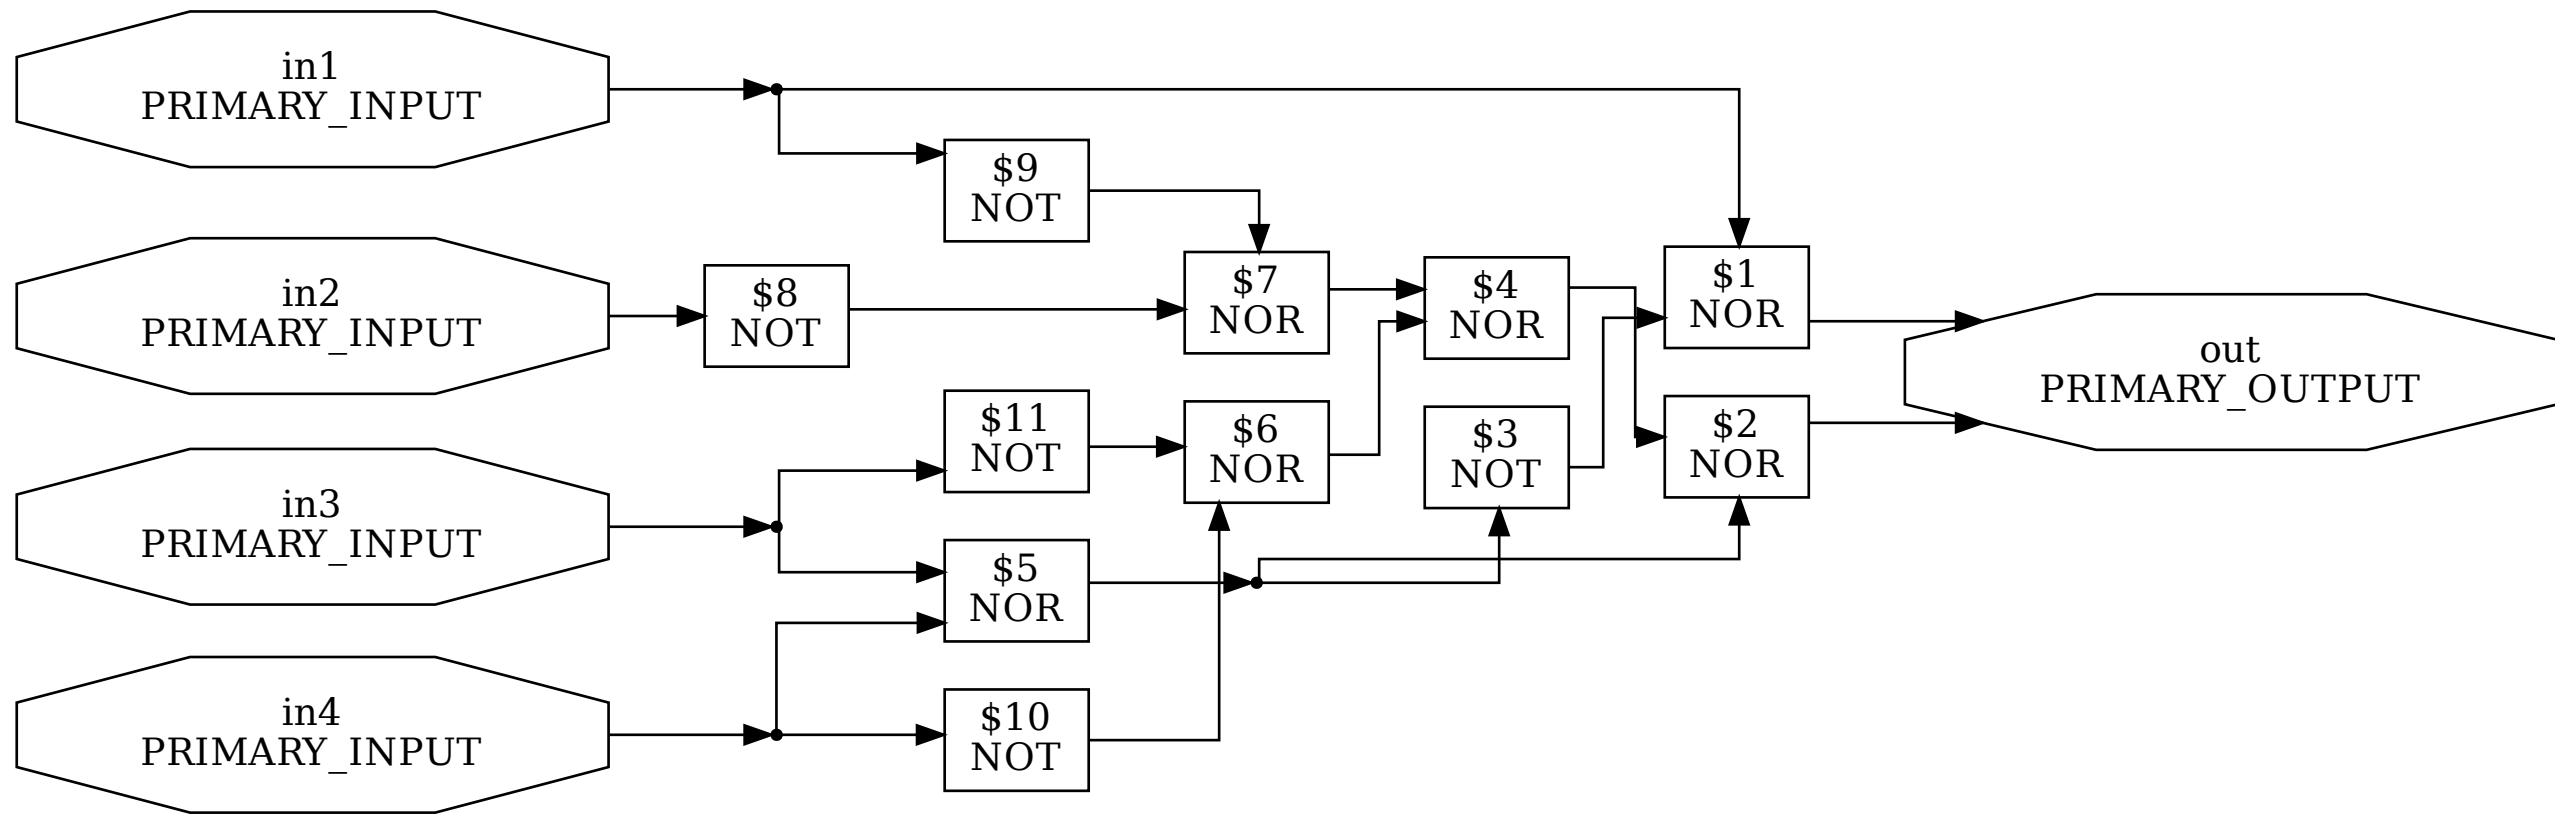 in1
PRIMARY_INPUT
$9
NOT
in2
PRIMARY_INPUT
$8
NOT
$7
NOR
$4
NOR
$1
NOR
out
PRIMARY_OUTPUT
$11
NOT
$6
NOR
$3
NOT
$2
NOR
in3
PRIMARY_INPUT
$5
NOR
in4
PRIMARY_INPUT
$10
NOT